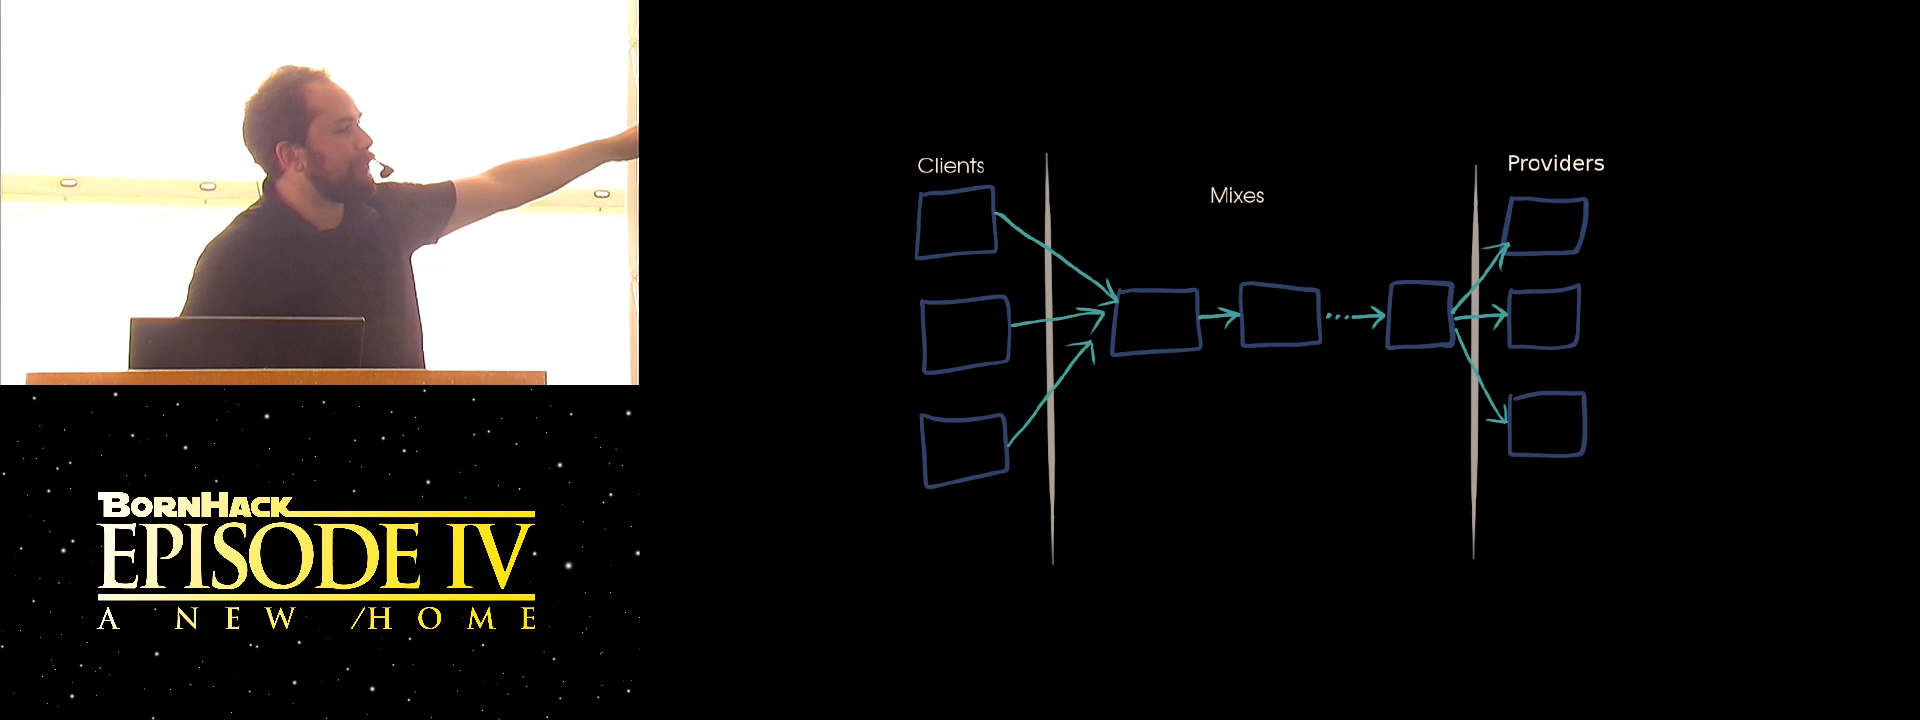 Clients
Mixes
Providers
BORNHACK
EPISODE IV
A NEW /HOME